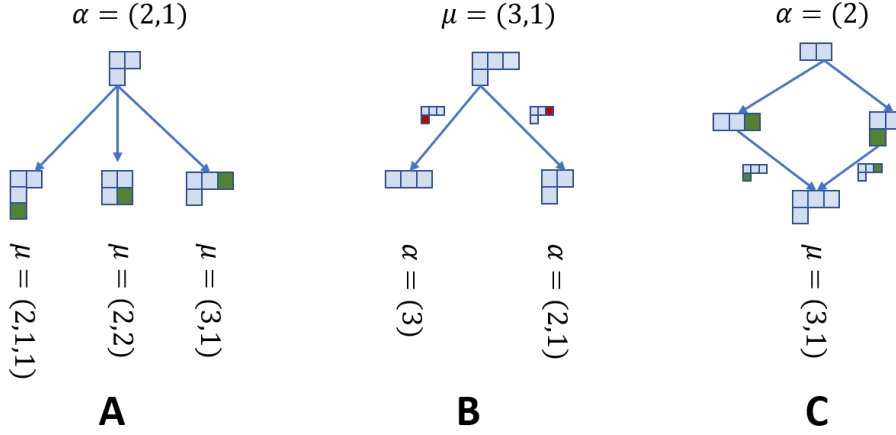 α = (2,1)
μ = (3,1)
α = (2)
μ = (2,1,1)
μ = (2,2)
μ = (3,1)
α = (3)
α = (2,1)
μ = (3,1)
A
B
C